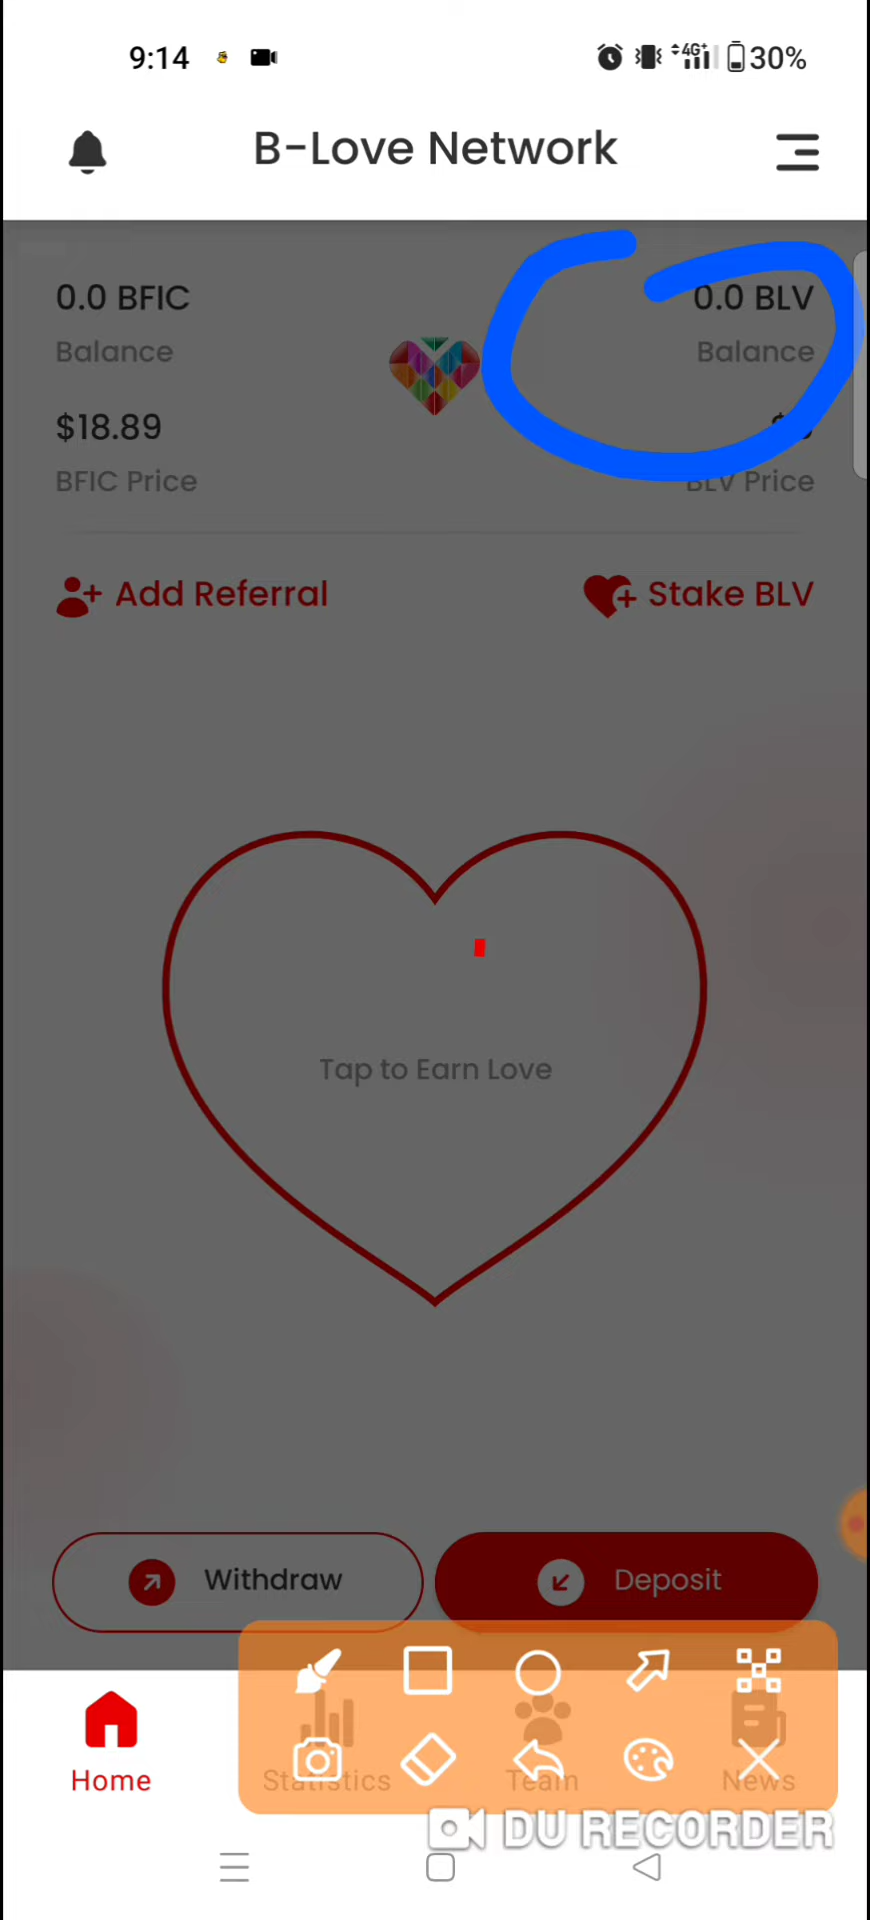 9:14 4G+ 30%
B-Love Network
0.0 BFIC 0.0 BLV
Balance Balance
$18.89
BFIC Price BLV Price
Add Referral Stake BLV
Tap to Earn Love
Withdraw Deposit
Home Statistics Team News
DU RECORDER